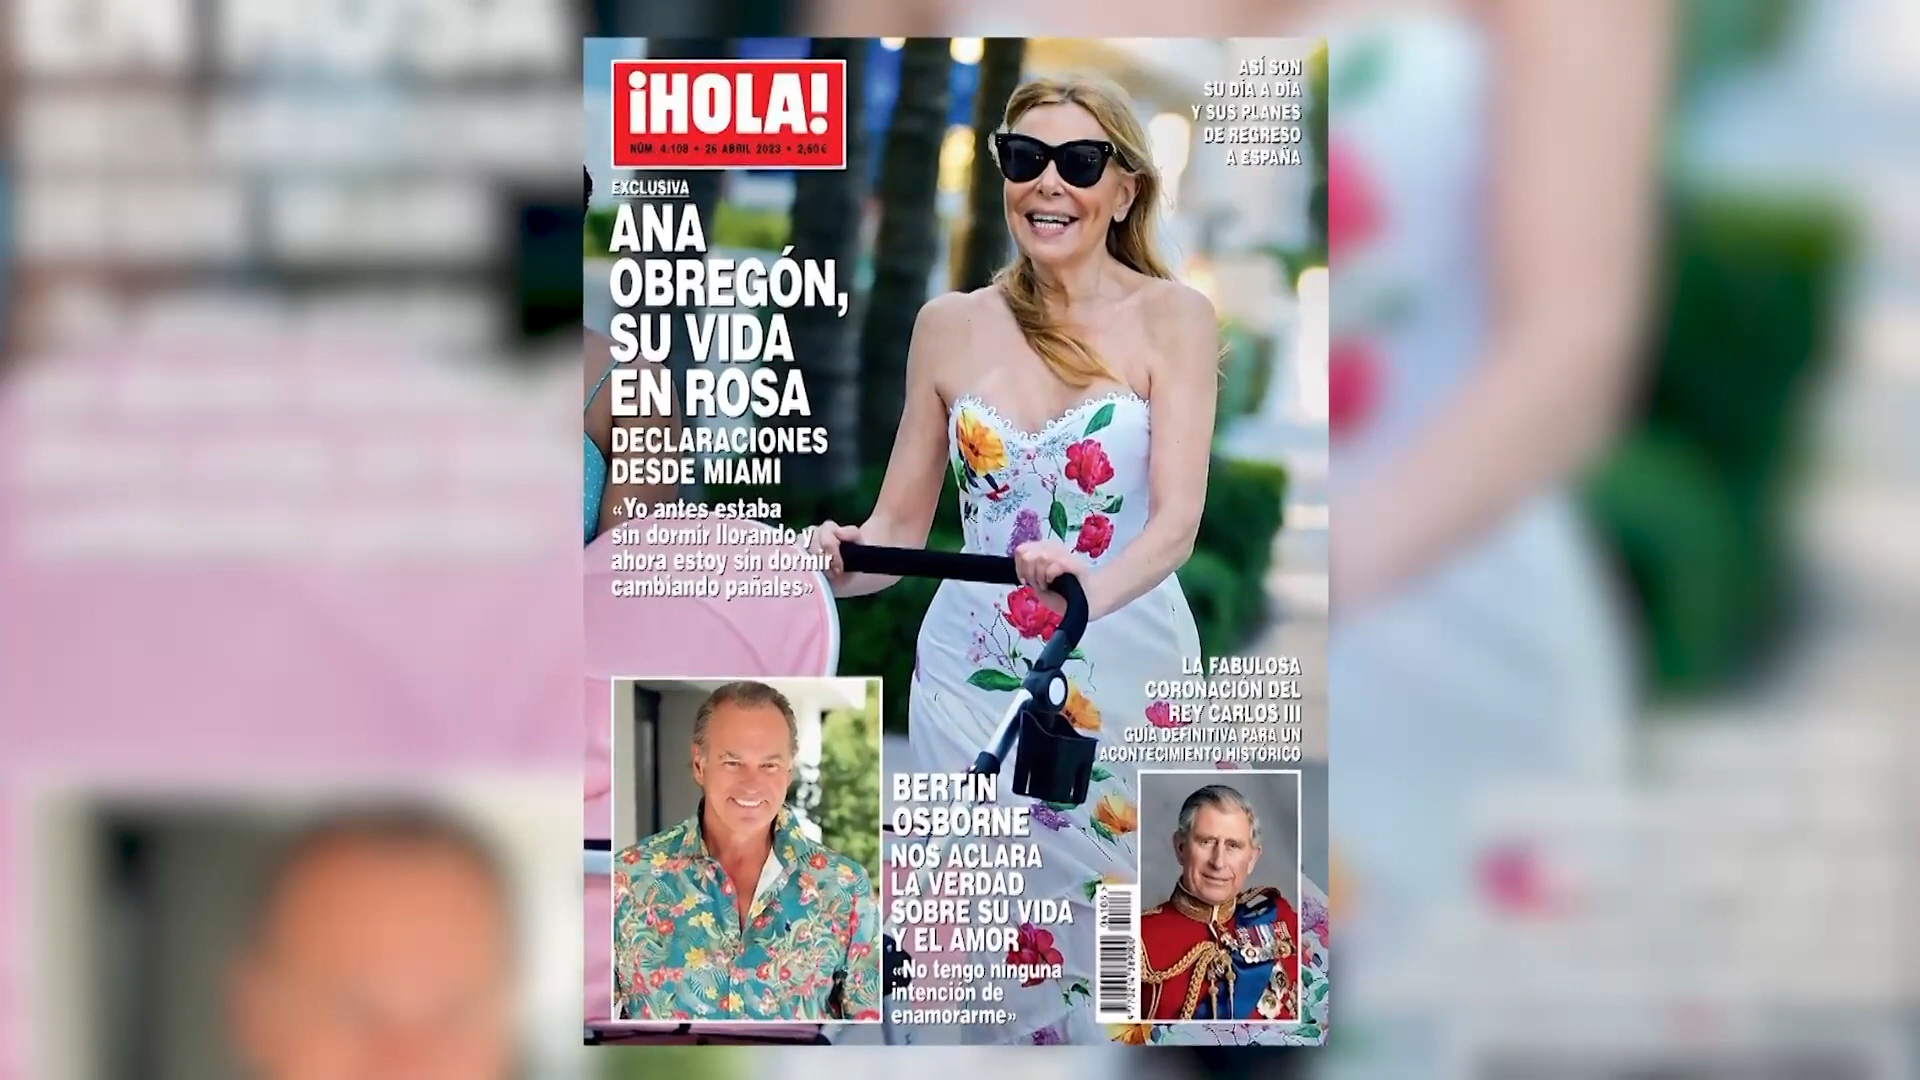 ¡HOLA!
NÚM. 4.108 • 26 ABRIL 2023 • 2,60 €
ASÍ SON
SU DÍA A DÍA
Y SUS PLANES
DE REGRESO
A ESPAÑA
EXCLUSIVA
ANA
OBREGÓN,
SU VIDA
EN ROSA
DECLARACIONES
DESDE MIAMI
«Yo antes estaba
sin dormir llorando y
ahora estoy sin dormir
cambiando pañales»
LA FABULOSA
CORONACIÓN DEL
REY CARLOS III
GUÍA DEFINITIVA PARA UN
ACONTECIMIENTO HISTÓRICO
BERTÍN
OSBORNE
NOS ACLARA
LA VERDAD
SOBRE SU VIDA
Y EL AMOR
«No tengo ninguna
intención de
enamorarme»